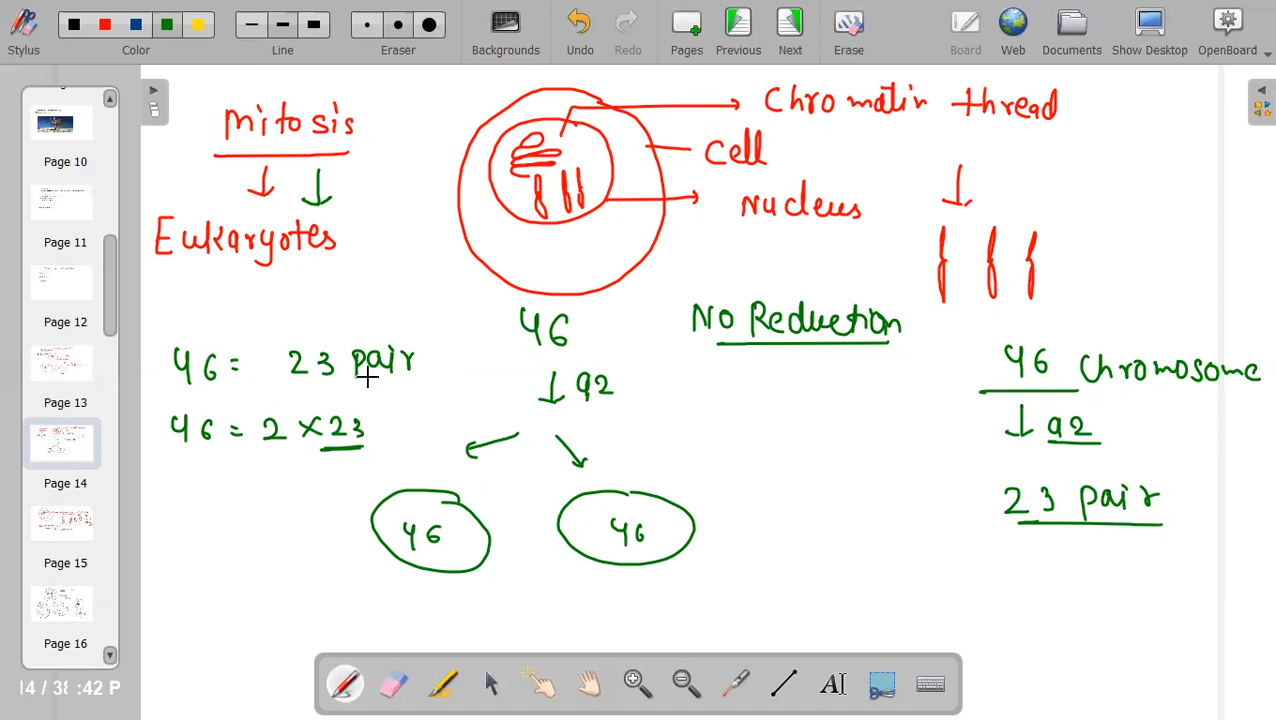 Stylus
Color
Line
Eraser
Backgrounds
Undo
Redo
Pages
Previous
Next
Erase
Board
Web
Documents
Show Desktop
OpenBoard
Page 10
Page 11
Page 12
Page 13
Page 14
Page 15
Page 16
14 / 38 :42 P
Mitosis
Eukaryotes
Chromatin thread
Cell
Nucleus
46
No Reduction
46 = 23 pair
46 = 2 × 23
46
46
46 Chromosome
23 pair
A